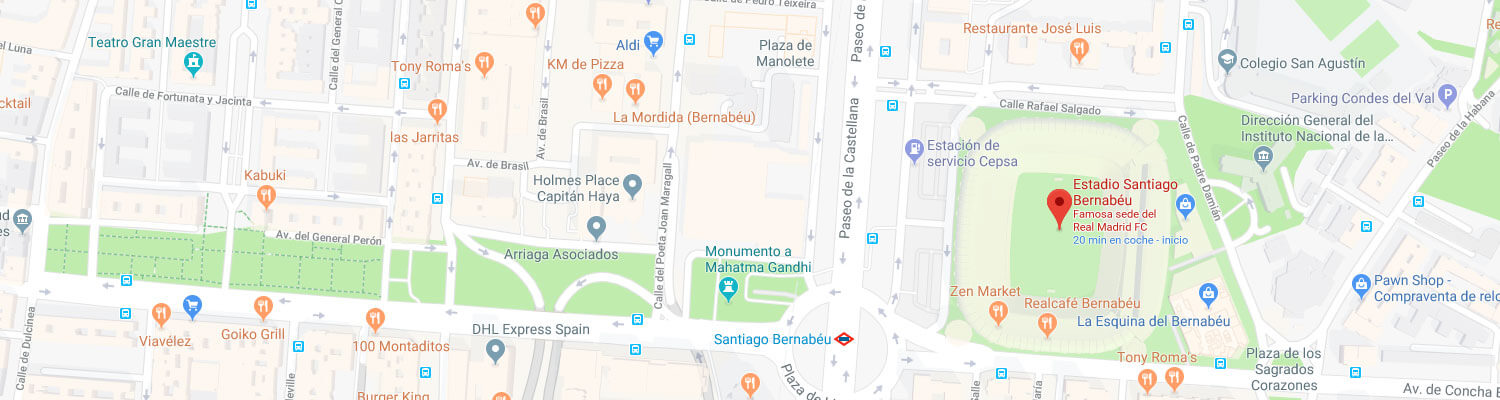 Calle de Pedro Teixeira
Teatro Gran Maestre
Calle del General
Luna
Aldi
Plaza de
Manolete
Paseo de
Restaurante José Luis
Tony Roma's
KM de Pizza
Colegio San Agustín
Calle de Fortunata y Jacinta
Av. de Brasil
La Mordida (Bernabéu)
Paseo de la Castellana
Calle Rafael Salgado
Parking Condes del Val
Paseo de la Habana
cktail
las Jarritas
Dirección General del
Instituto Nacional de la...
Estación de
servicio Cepsa
Calle de Padre Damián
Av. de Brasil
Kabuki
Holmes Place
Capitán Haya
Calle del Poeta Joan Maragall
Estadio Santiago
Bernabéu
Famosa sede del
Real Madrid FC
20 min en coche - inicio
ud
es
Av. del General Perón
Arriaga Asociados
Monumento a
Mahatma Gandhi
Pawn Shop -
Compraventa de relo
Zen Market
Realcafé Bernabéu
La Esquina del Bernabéu
Calle de Dulcinea
Viavélez
Goiko Grill
100 Montaditos
DHL Express Spain
Santiago Bernabéu
Tony Roma's
Plaza de los
Sagrados
Corazones
Burger King
Plaza de
Calle
Av. de Concha